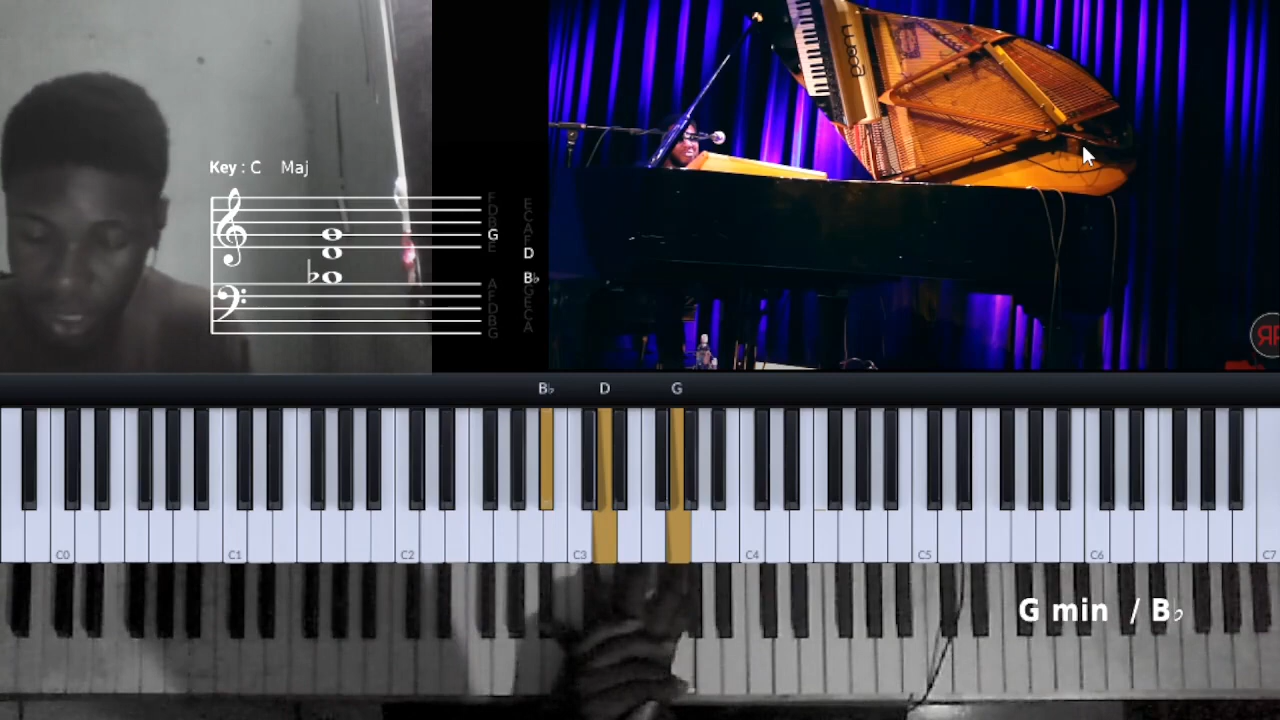 Key : C Maj
F
D
B
G
E
E
C
A
F
D
B♭
A
F
D
B
G
G
E
C
A
B♭ D G
C0 C1 C2 C3 C4 C5 C6 C7
G min / B♭